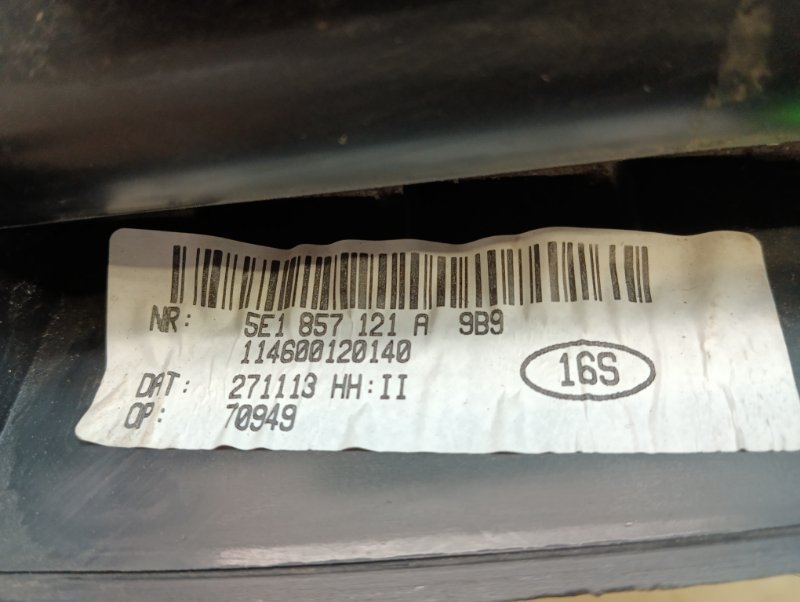 NR: 5E1 857 121 A 9B9
114600120140
DAT: 271113 HH:II
OP: 70949
16S